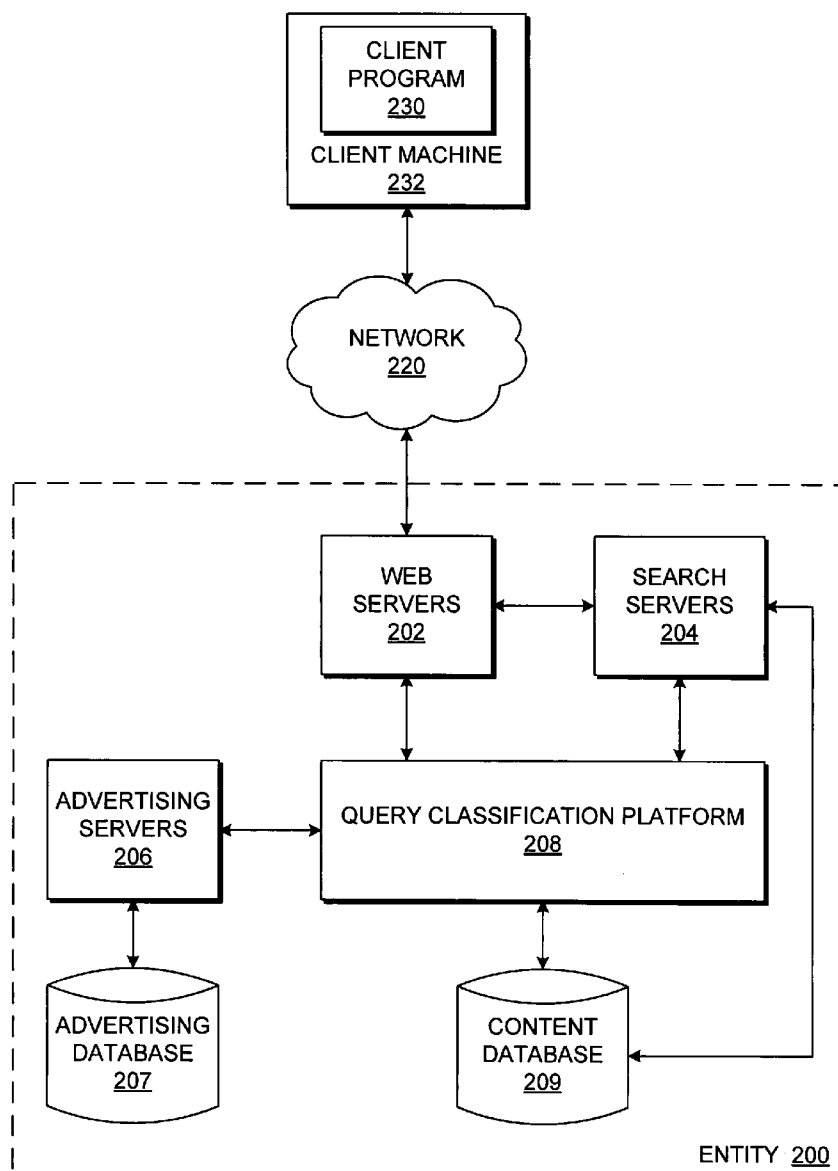 CLIENT
PROGRAM
230
CLIENT MACHINE
232
NETWORK
220
WEB
SERVERS
202
SEARCH
SERVERS
204
ADVERTISING
SERVERS
206
QUERY CLASSIFICATION PLATFORM
208
ADVERTISING
DATABASE
207
CONTENT
DATABASE
209
ENTITY 200